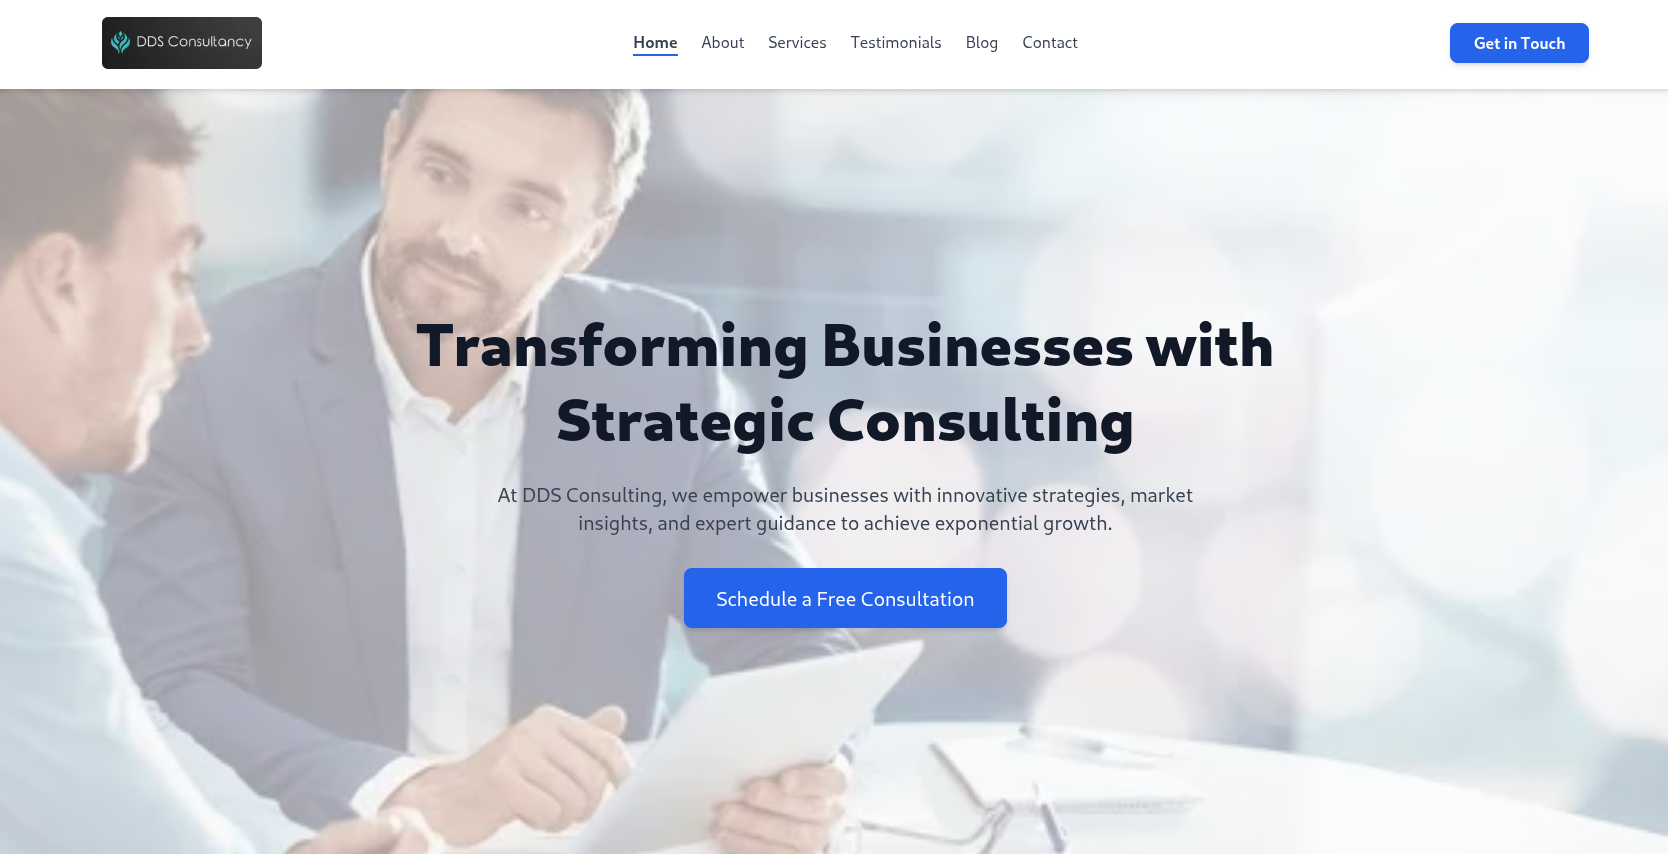 DDS Consultancy
Home About Services Testimonials Blog Contact
Get in Touch
Transforming Businesses with
Strategic Consulting
At DDS Consulting, we empower businesses with innovative strategies, market
insights, and expert guidance to achieve exponential growth.
Schedule a Free Consultation